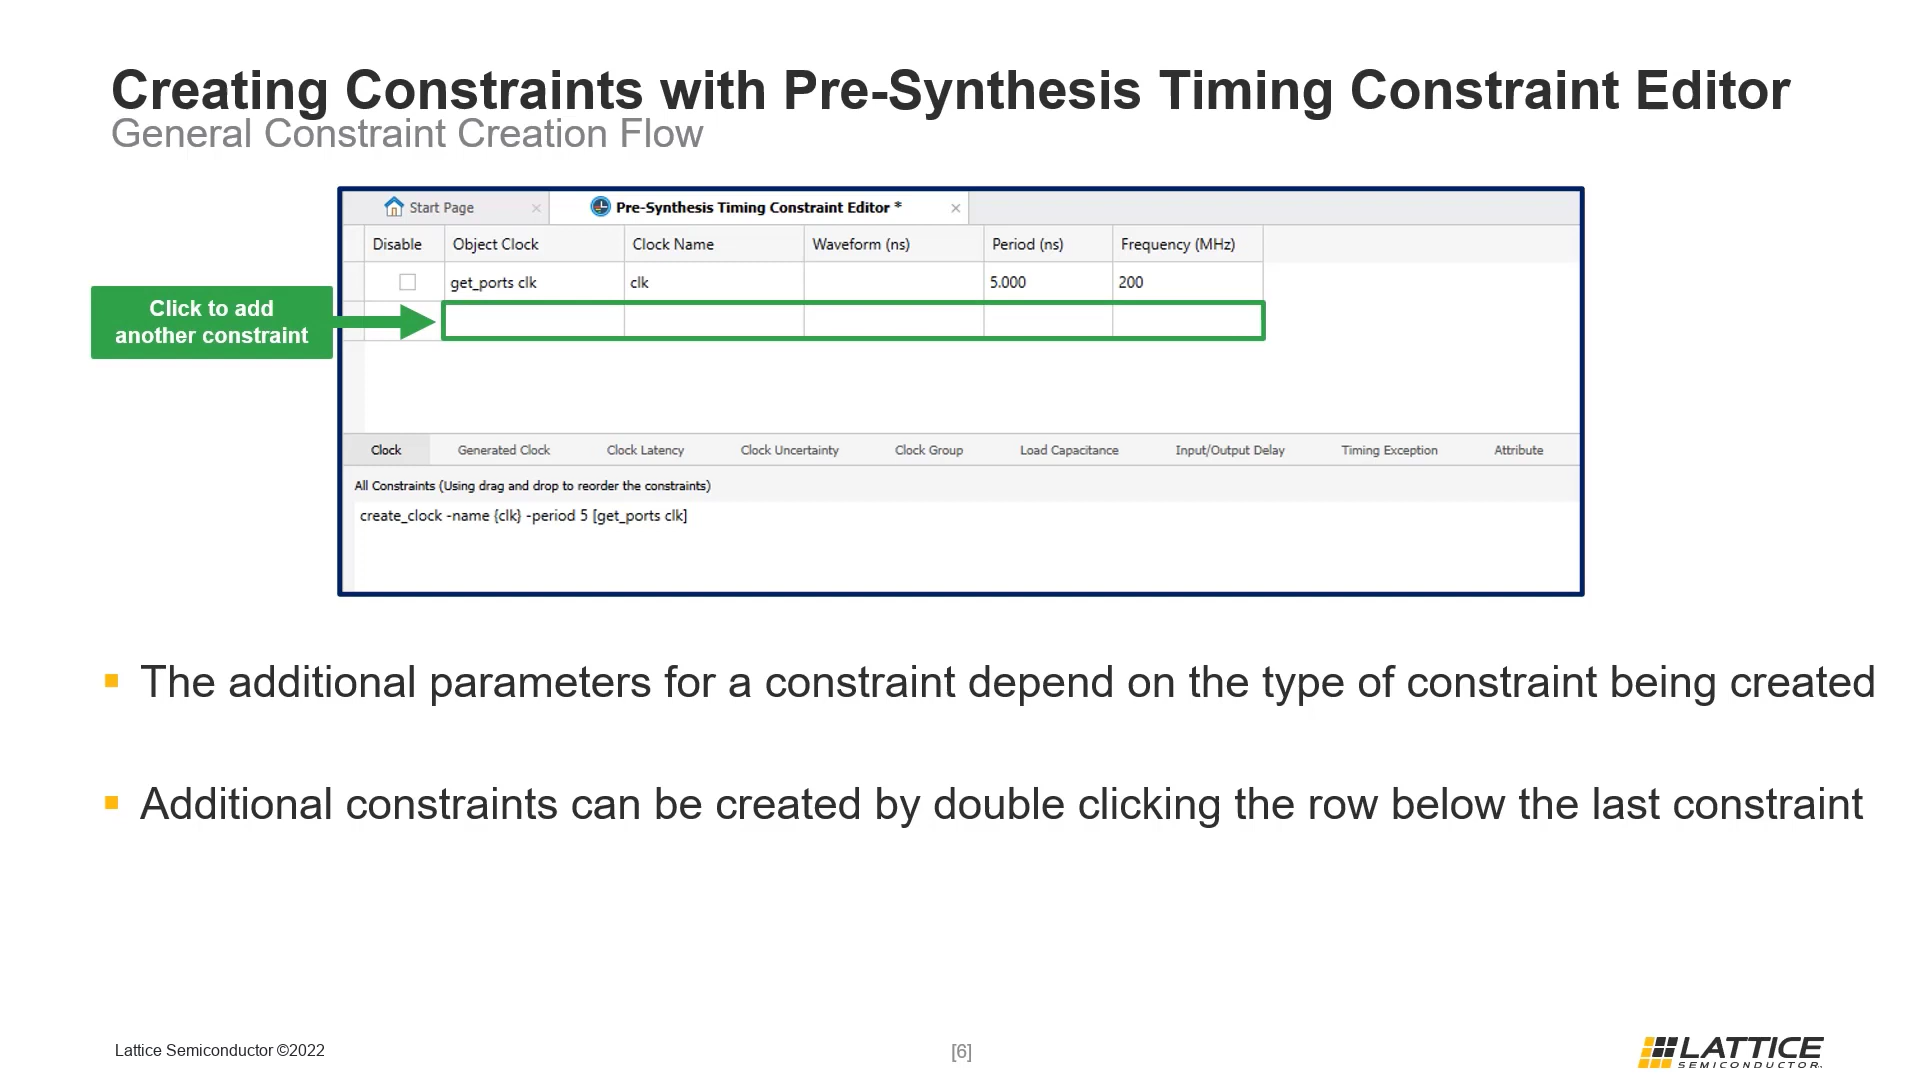 Creating Constraints with Pre-Synthesis Timing Constraint Editor
General Constraint Creation Flow
Start Page
Pre-Synthesis Timing Constraint Editor *
Disable Object Clock Clock Name Waveform (ns) Period (ns) Frequency (MHz)
get_ports clk clk 5.000 200
Click to add
another constraint
Clock Generated Clock Clock Latency Clock Uncertainty Clock Group Load Capacitance Input/Output Delay Timing Exception Attribute
All Constraints (Using drag and drop to reorder the constraints)
create_clock -name {clk} -period 5 [get_ports clk]
The additional parameters for a constraint depend on the type of constraint being created
Additional constraints can be created by double clicking the row below the last constraint
Lattice Semiconductor ©2022
[6]
LATTICE
SEMICONDUCTOR